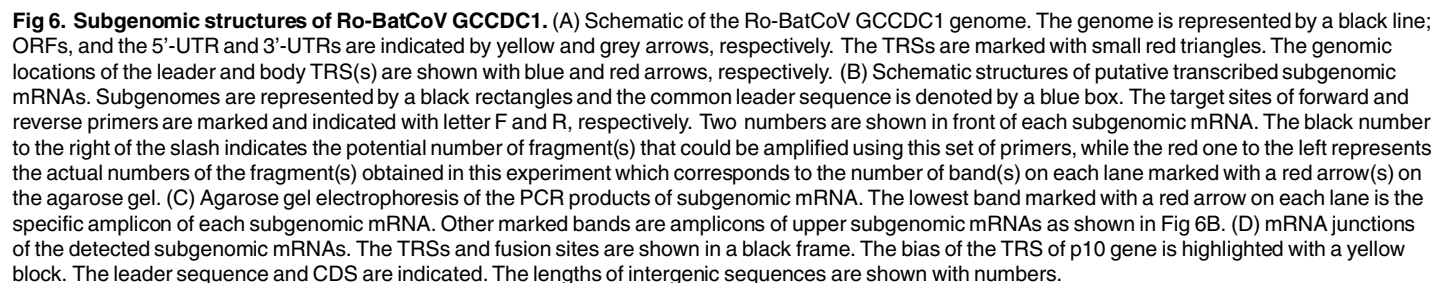 Fig 6. Subgenomic structures of Ro-BatCoV GCCDC1. (A) Schematic of the Ro-BatCoV GCCDC1 genome. The genome is represented by a black line;
ORFs, and the 5’-UTR and 3’-UTRs are indicated by yellow and grey arrows, respectively. The TRSs are marked with small red triangles. The genomic
locations of the leader and body TRS(s) are shown with blue and red arrows, respectively. (B) Schematic structures of putative transcribed subgenomic
mRNAs. Subgenomes are represented by a black rectangles and the common leader sequence is denoted by a blue box. The target sites of forward and
reverse primers are marked and indicated with letter F and R, respectively. Two numbers are shown in front of each subgenomic mRNA. The black number
to the right of the slash indicates the potential number of fragment(s) that could be amplified using this set of primers, while the red one to the left represents
the actual numbers of the fragment(s) obtained in this experiment which corresponds to the number of band(s) on each lane marked with a red arrow(s) on
the agarose gel. (C) Agarose gel electrophoresis of the PCR products of subgenomic mRNA. The lowest band marked with a red arrow on each lane is the
specific amplicon of each subgenomic mRNA. Other marked bands are amplicons of upper subgenomic mRNAs as shown in Fig 6B. (D) mRNA junctions
of the detected subgenomic mRNAs. The TRSs and fusion sites are shown in a black frame. The bias of the TRS of p10 gene is highlighted with a yellow
block. The leader sequence and CDS are indicated. The lengths of intergenic sequences are shown with numbers.